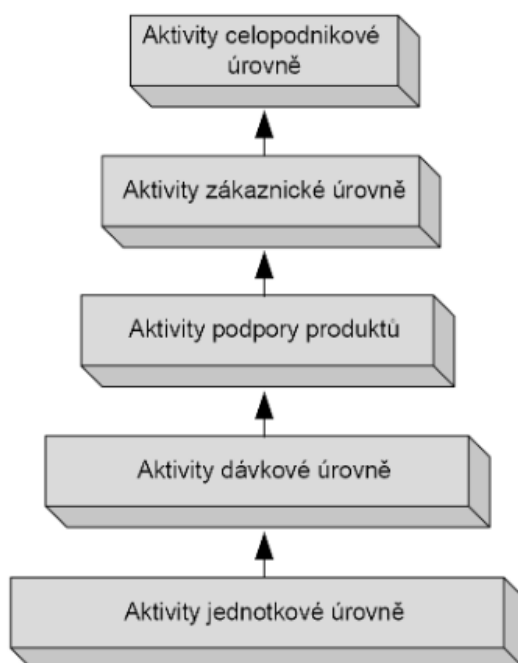 Aktivity celopodnikové
úrovně
Aktivity zákaznické úrovně
Aktivity podpory produktů
Aktivity dávkové úrovně
Aktivity jednotkové úrovně